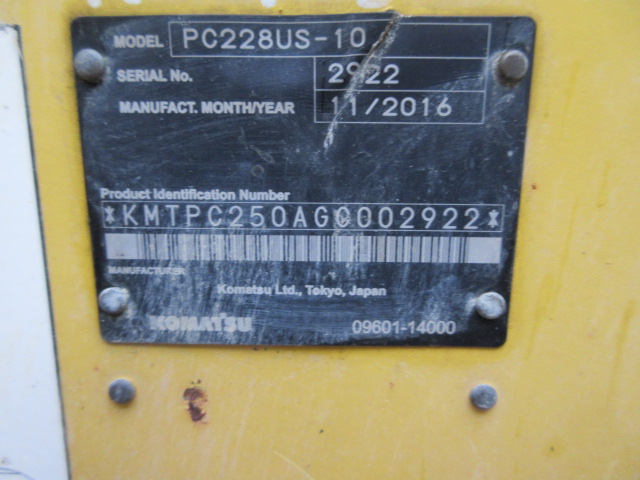 MODEL PC228US-10
SERIAL No. 2922
MANUFACT. MONTH/YEAR 11/2016
Product Identification Number
*KMTPC250AGC002922*
MANUFACTURER
Komatsu Ltd., Tokyo, Japan
KOMATSU 09601-14000